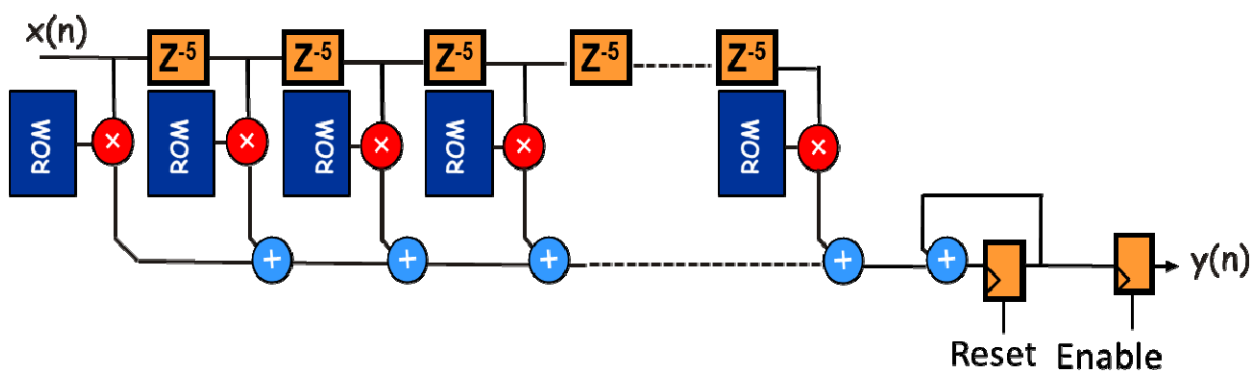 x(n)
Z-5 Z-5 Z-5 Z-5 Z-5
ROM ROM ROM ROM ROM
× × × × ×
+ + + + +
y(n)
Reset Enable